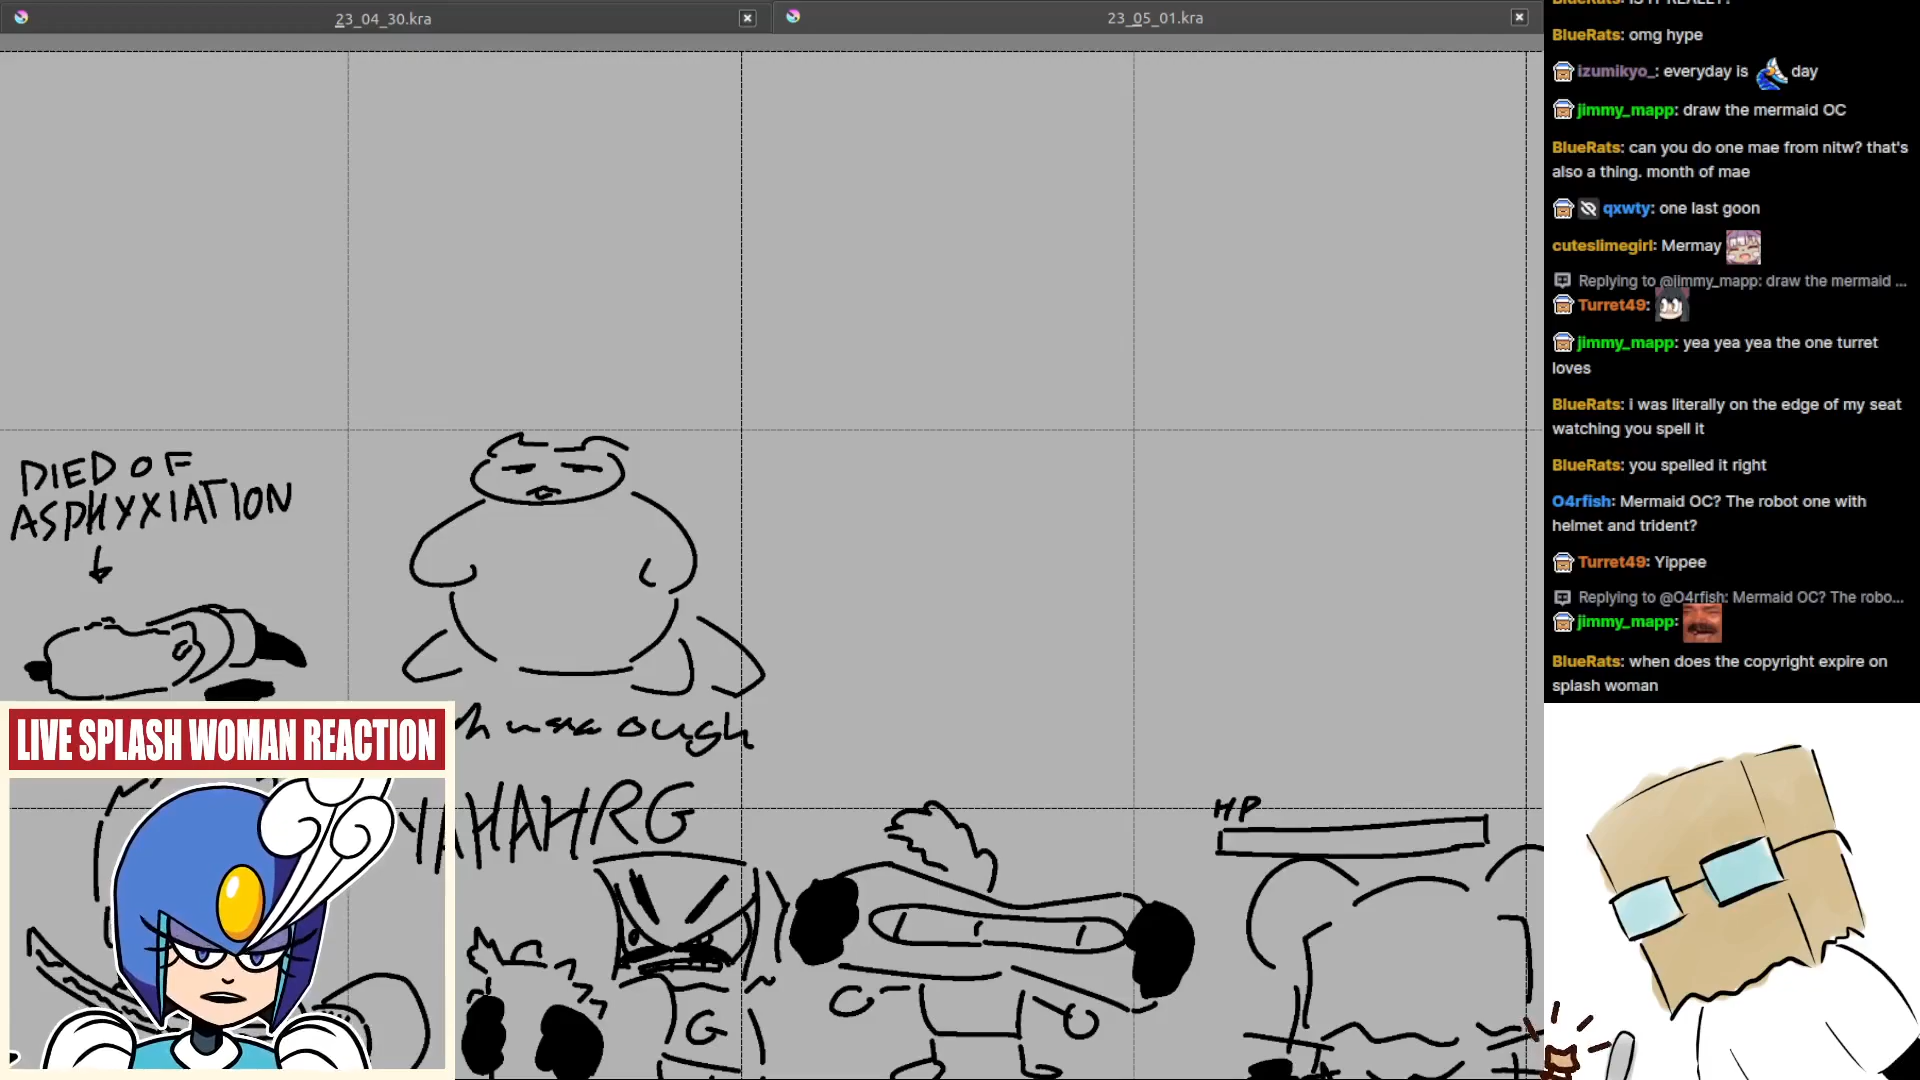 23_04_30.kra
23_05_01.kra
BlueRats: omg hype
izumikyo_: everyday is day
jimmy_mapp: draw the mermaid OC
BlueRats: can you do one mae from nitw? that's
also a thing. month of mae
qxwty: one last goon
cuteslimegirl: Mermay
Replying to @jimmy_mapp: draw the mermaid ...
Turret49:
jimmy_mapp: yea yea yea the one turret
loves
BlueRats: i was literally on the edge of my seat
watching you spell it
BlueRats: you spelled it right
O4rfish: Mermaid OC? The robot one with
helmet and trident?
Turret49: Yippee
Replying to @O4rfish: Mermaid OC? The robo...
jimmy_mapp:
BlueRats: when does the copyright expire on
splash woman
DIED OF
ASPHYXIATION
ough
YAHAHRG
G
HP
LIVE SPLASH WOMAN REACTION